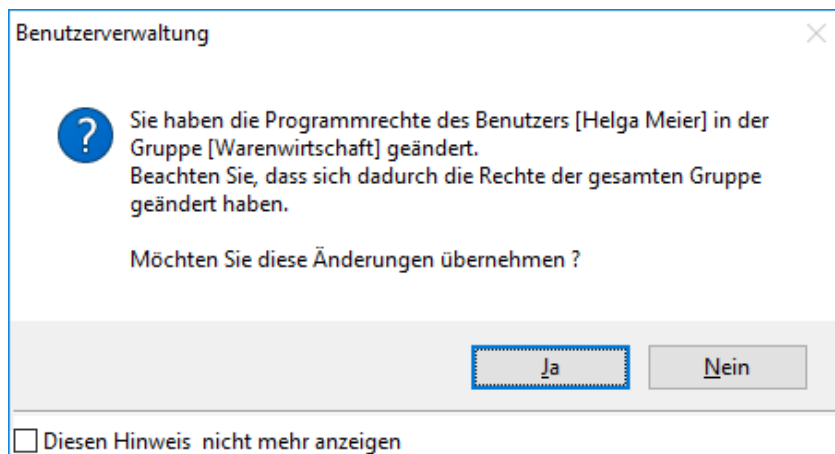 Benutzerverwaltung
?
Sie haben die Programmrechte des Benutzers [Helga Meier] in der
Gruppe [Warenwirtschaft] geändert.
Beachten Sie, dass sich dadurch die Rechte der gesamten Gruppe
geändert haben.
Möchten Sie diese Änderungen übernehmen ?
Ja
Nein
Diesen Hinweis  nicht mehr anzeigen